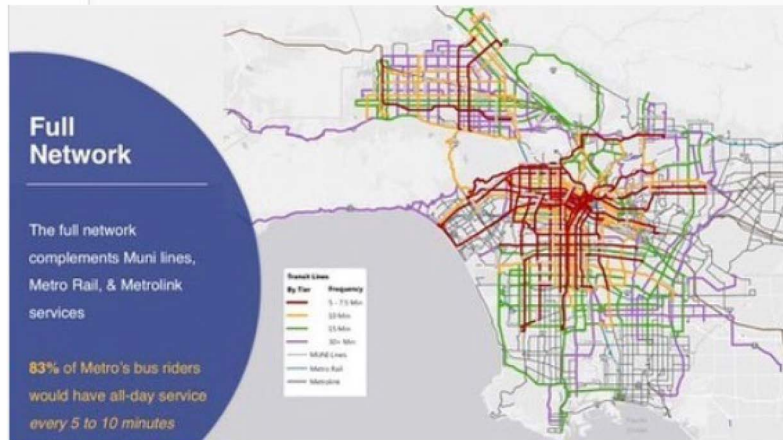 Full
Network
The full network
complements Muni lines,
Metro Rail, & Metrolink
services
83% of Metro's bus riders
would have all-day service
every 5 to 10 minutes
Transit Lines
By Tier Frequency
5 - 7.5 Min
10 Min
15 Min
30+ Min
MUNI Lines
Metro Rail
Metrolink